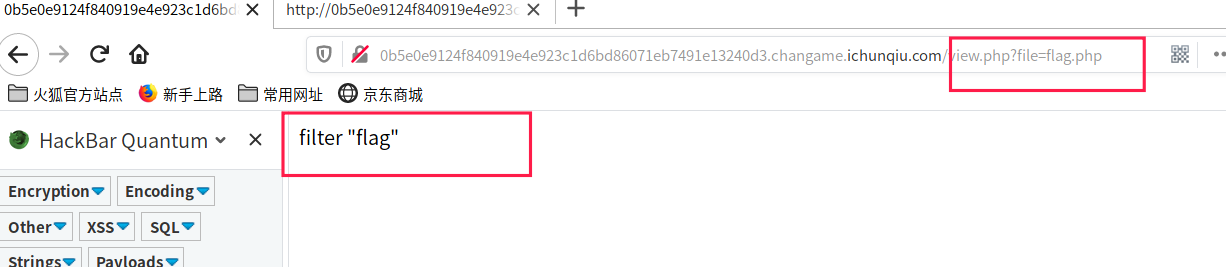 0b5e0e9124f840919e4e923c1d6bd
http://0b5e0e9124f840919e4e923c
0b5e0e9124f840919e4e923c1d6bd86071eb7491e13240d3.changame.ichunqiu.com/view.php?file=flag.php
火狐官方站点 新手上路 常用网址 京东商城
HackBar Quantum
filter "flag"
Encryption Encoding
Other XSS SQL
Strings Payloads